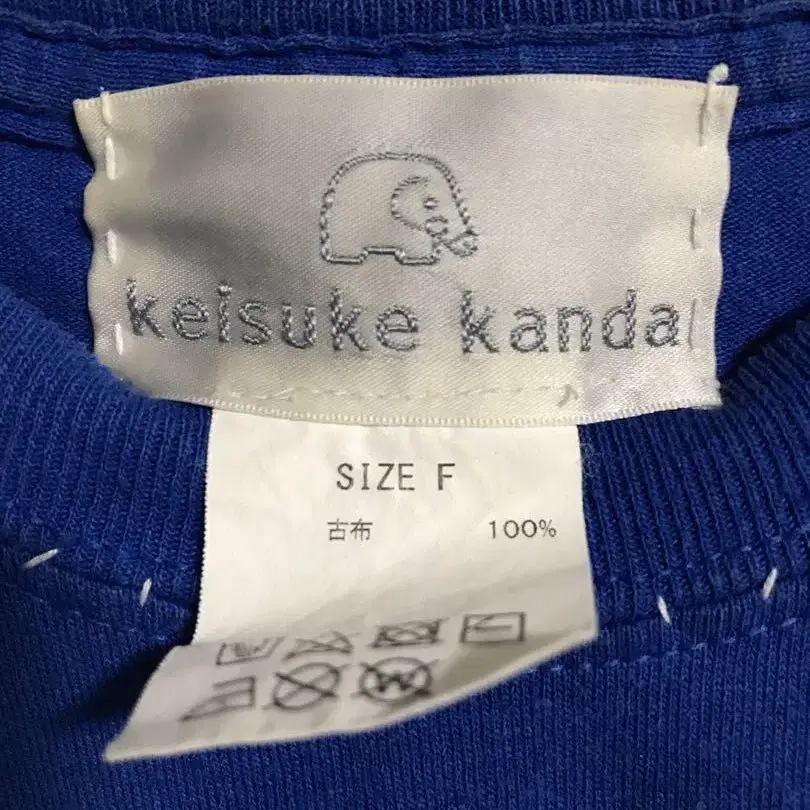 keisuke kanda
SIZE F
古布 100%